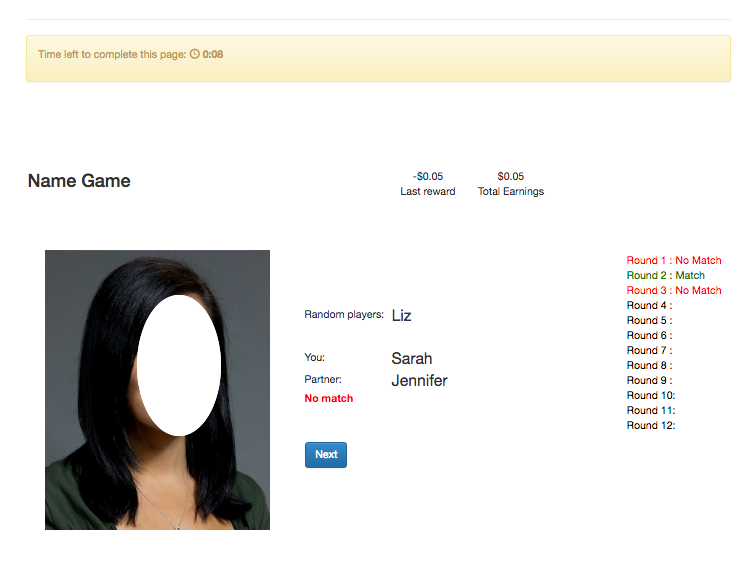 Time left to complete this page: 0:08
Name Game
-$0.05 $0.05
Last reward Total Earnings
Random players: Liz
You: Sarah
Partner: Jennifer
No match
Next
Round 1 : No Match
Round 2 : Match
Round 3 : No Match
Round 4 :
Round 5 :
Round 6 :
Round 7 :
Round 8 :
Round 9 :
Round 10:
Round 11:
Round 12: